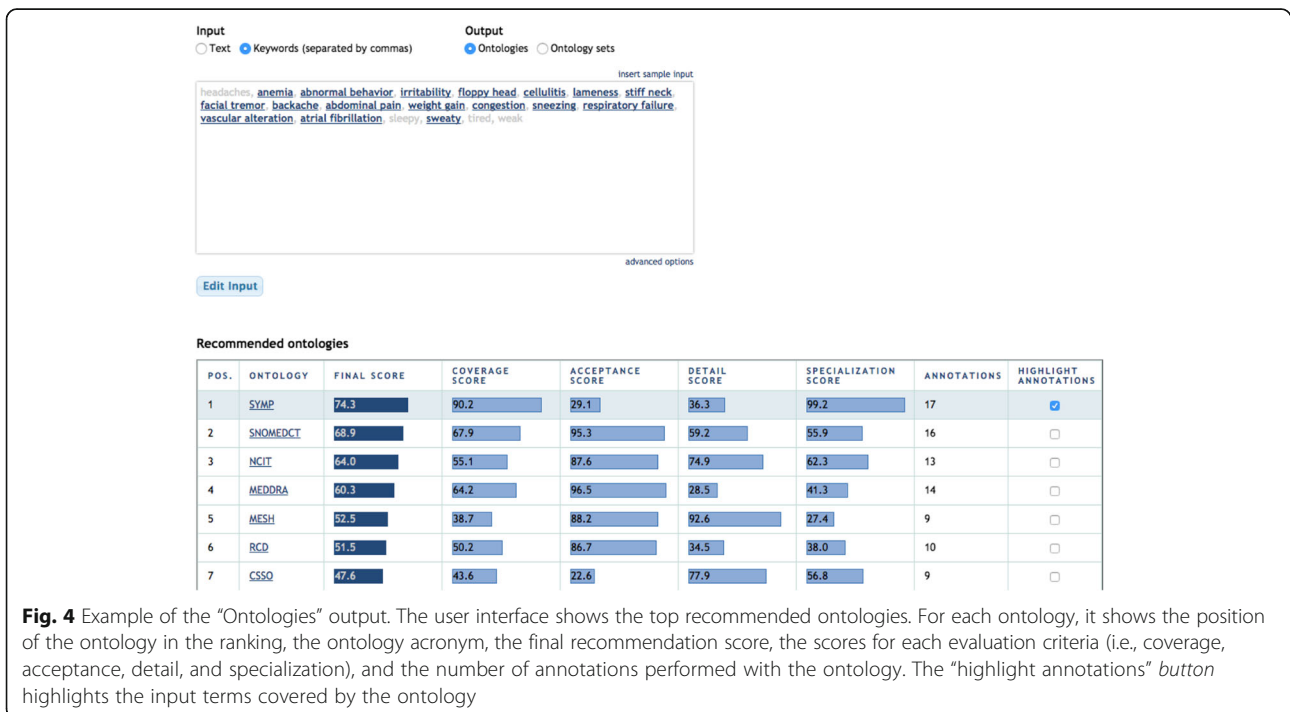 Input Output
Text Keywords (separated by commas) Ontologies Ontology sets
insert sample input
headaches, anemia, abnormal behavior, irritability, floppy head, cellulitis, lameness, stiff neck,
facial tremor, backache, abdominal pain, weight gain, congestion, sneezing, respiratory failure,
vascular alteration, atrial fibrillation, sleepy, sweaty, tired, weak
advanced options
Edit Input
Recommended ontologies
POS. ONTOLOGY FINAL SCORE COVERAGE SCORE ACCEPTANCE SCORE DETAIL SCORE SPECIALIZATION SCORE ANNOTATIONS HIGHLIGHT ANNOTATIONS
1 SYMP 74.3 90.2 29.1 36.3 99.2 17
2 SNOMEDCT 68.9 67.9 95.3 59.2 55.9 16
3 NCIT 64.0 55.1 87.6 74.9 62.3 13
4 MEDDRA 60.3 64.2 96.5 28.5 41.3 14
5 MESH 52.5 38.7 88.2 92.6 27.4 9
6 RCD 51.5 50.2 86.7 34.5 38.0 10
7 CSSO 47.6 43.6 22.6 77.9 56.8 9
Fig. 4 Example of the “Ontologies” output. The user interface shows the top recommended ontologies. For each ontology, it shows the position
of the ontology in the ranking, the ontology acronym, the final recommendation score, the scores for each evaluation criteria (i.e., coverage,
acceptance, detail, and specialization), and the number of annotations performed with the ontology. The “highlight annotations” button
highlights the input terms covered by the ontology